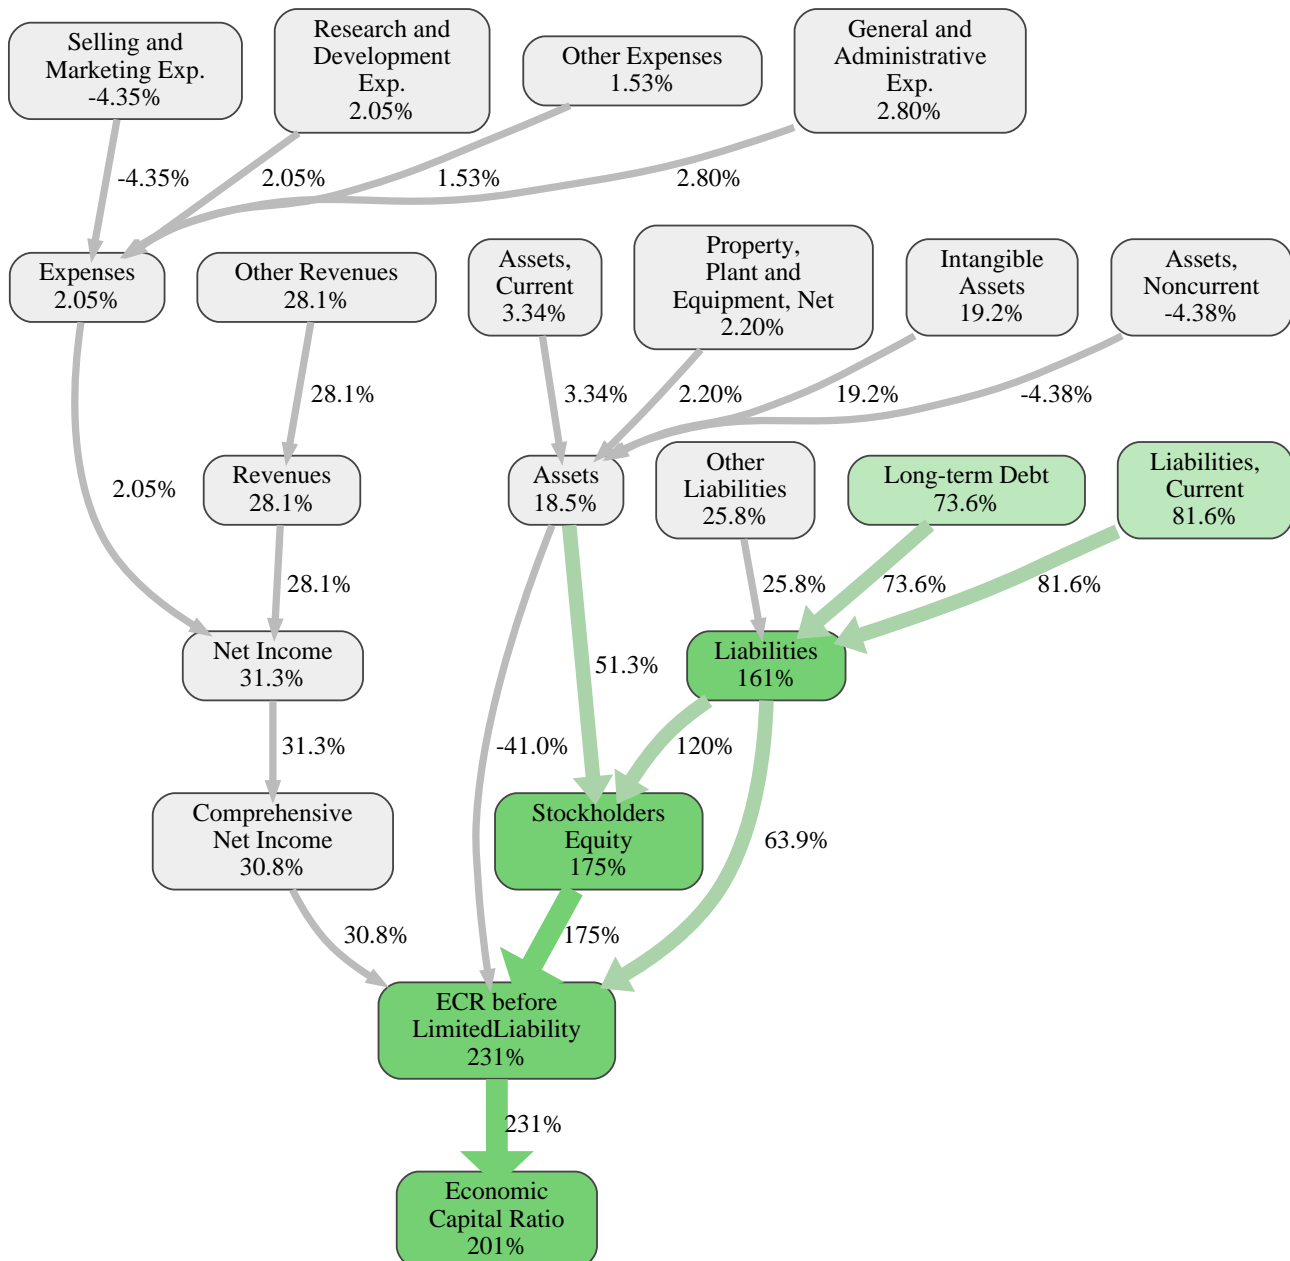 Selling and
Marketing Exp.
-4.35%
Research and
Development
Exp.
2.05%
Other Expenses
1.53%
General and
Administrative
Exp.
2.80%
-4.35%
2.05%
1.53%
2.80%
Expenses
2.05%
Other Revenues
28.1%
Assets,
Current
3.34%
Property,
Plant and
Equipment, Net
2.20%
Intangible
Assets
19.2%
Assets,
Noncurrent
-4.38%
28.1%
3.34%
2.20%
19.2%
-4.38%
2.05%
Revenues
28.1%
Assets
18.5%
Other
Liabilities
25.8%
Long-term Debt
73.6%
Liabilities,
Current
81.6%
28.1%
25.8%
73.6%
81.6%
Net Income
31.3%
51.3%
Liabilities
161%
31.3%
-41.0%
120%
Comprehensive
Net Income
30.8%
Stockholders
Equity
175%
63.9%
30.8%
175%
ECR before
LimitedLiability
231%
231%
Economic
Capital Ratio
201%